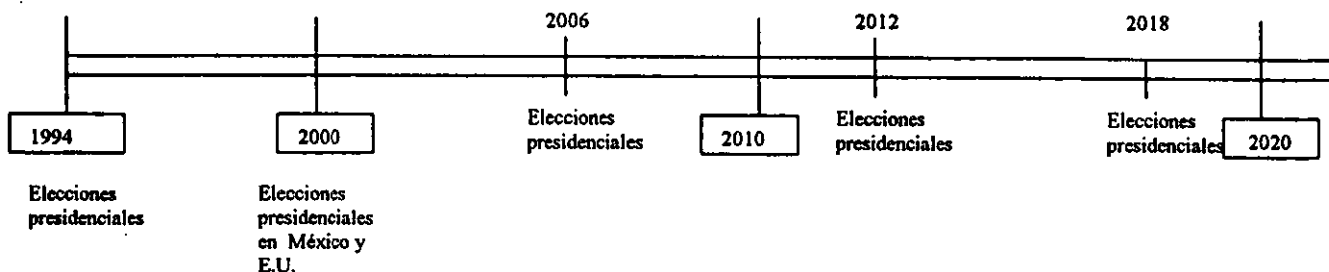 2006
2012
2018
1994
2000
Elecciones
presidenciales
2010
Elecciones
presidenciales
Elecciones
presidenciales
2020
Elecciones
presidenciales
Elecciones
presidenciales
en México y
E.U.